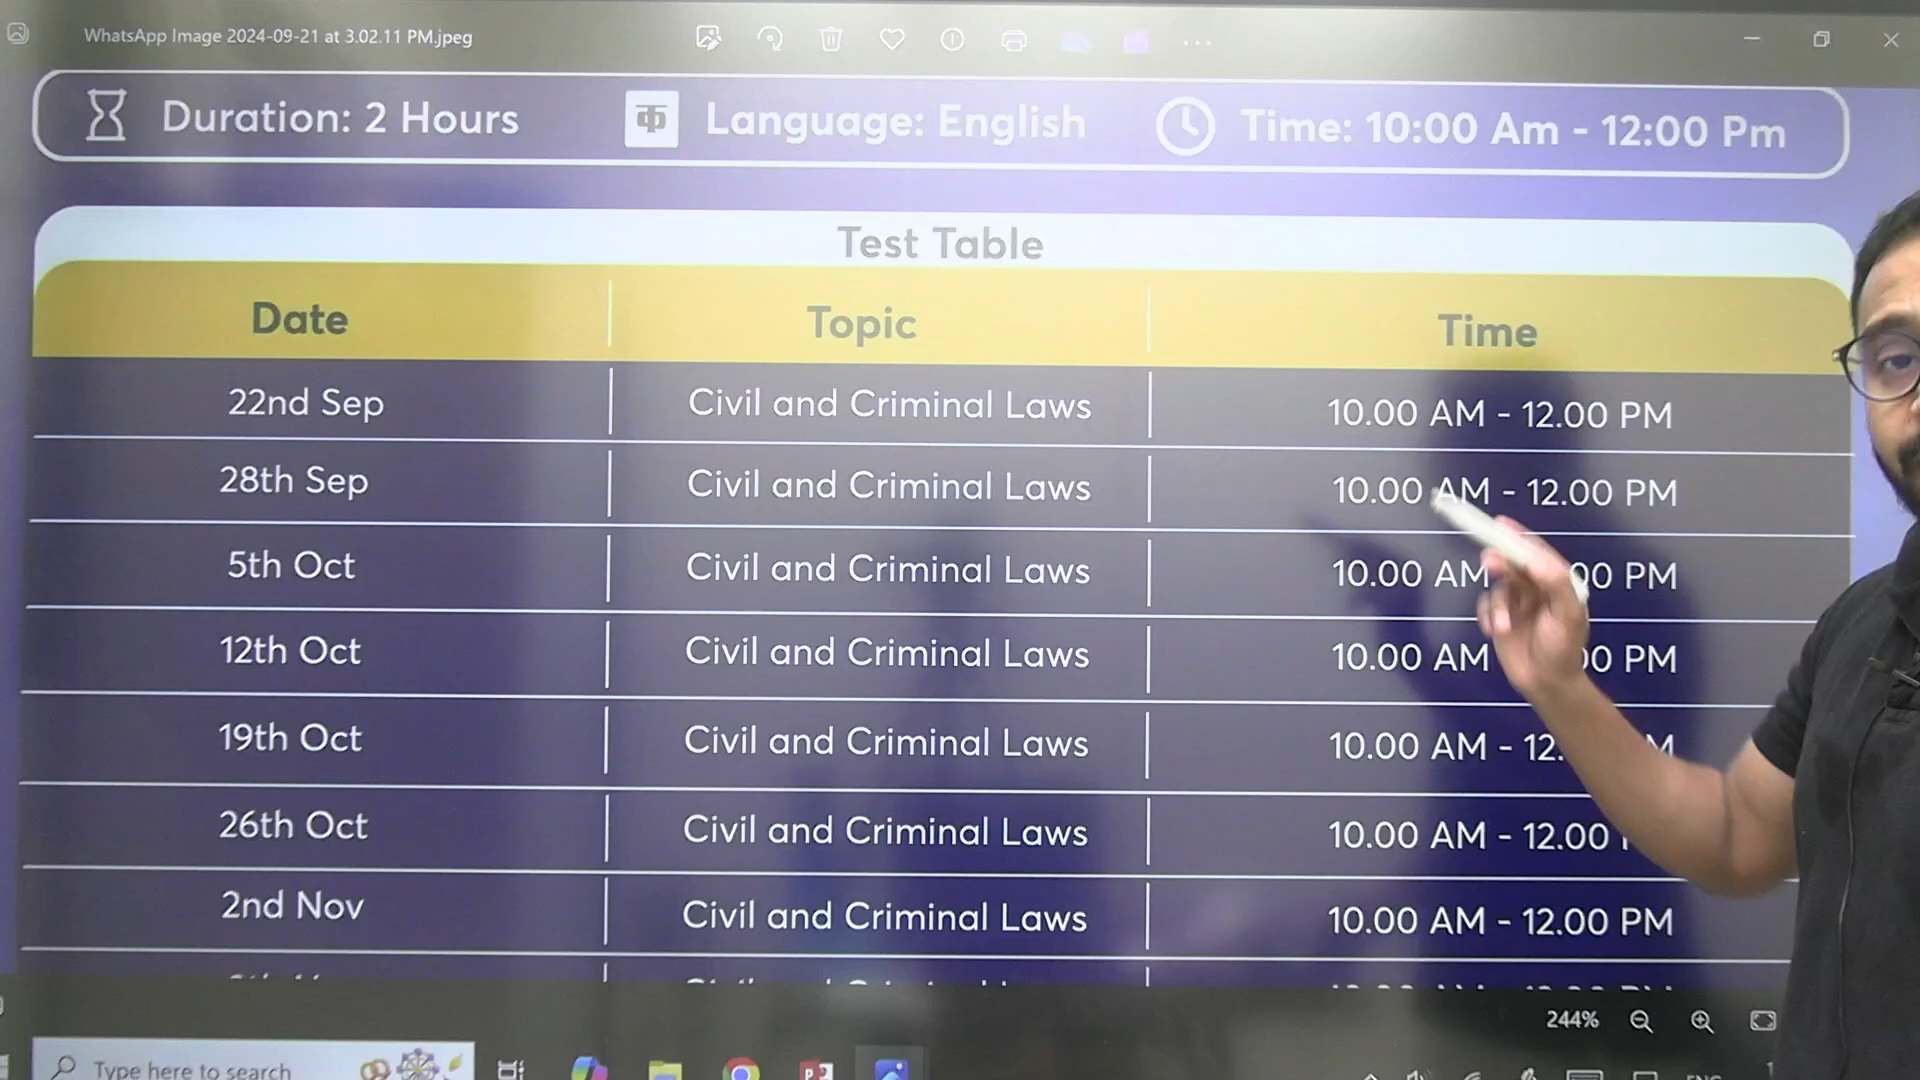 WhatsApp Image 2024-09-21 at 3.02.11 PM.jpeg
Duration: 2 Hours क Language: English Time: 10:00 Am - 12:00 Pm
Test Table
Date Topic Time
22nd Sep Civil and Criminal Laws 10.00 AM - 12.00 PM
28th Sep Civil and Criminal Laws 10.00 AM - 12.00 PM
5th Oct Civil and Criminal Laws 10.00 AM 00 PM
12th Oct Civil and Criminal Laws 10.00 AM 00 PM
19th Oct Civil and Criminal Laws 10.00 AM - 12. M
26th Oct Civil and Criminal Laws 10.00 AM - 12.00
2nd Nov Civil and Criminal Laws 10.00 AM - 12.00 PM
244%
Type here to search